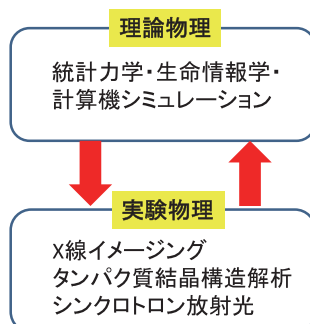 理論物理
統計力学・生命情報学・
計算機シミュレーション
実験物理
X線イメージング
タンパク質結晶構造解析
シンクロトロン放射光